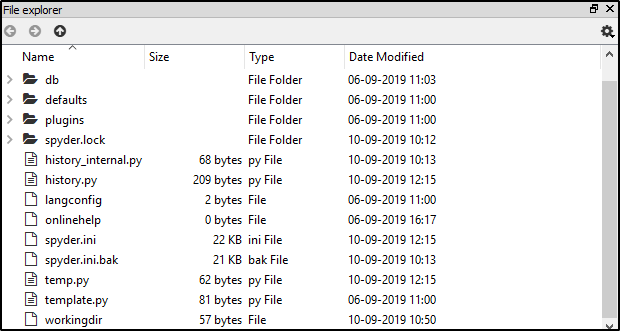 File explorer
Name Size Type Date Modified
db File Folder 06-09-2019 11:03
defaults File Folder 06-09-2019 11:00
plugins File Folder 06-09-2019 11:00
spyder.lock File Folder 10-09-2019 10:12
history_internal.py 68 bytes py File 10-09-2019 10:13
history.py 209 bytes py File 10-09-2019 12:15
langconfig 2 bytes File 06-09-2019 11:00
onlinehelp 0 bytes File 06-09-2019 16:17
spyder.ini 22 KB ini File 10-09-2019 12:15
spyder.ini.bak 21 KB bak File 10-09-2019 10:13
temp.py 62 bytes py File 10-09-2019 12:15
template.py 81 bytes py File 06-09-2019 11:00
workingdir 57 bytes File 10-09-2019 10:50